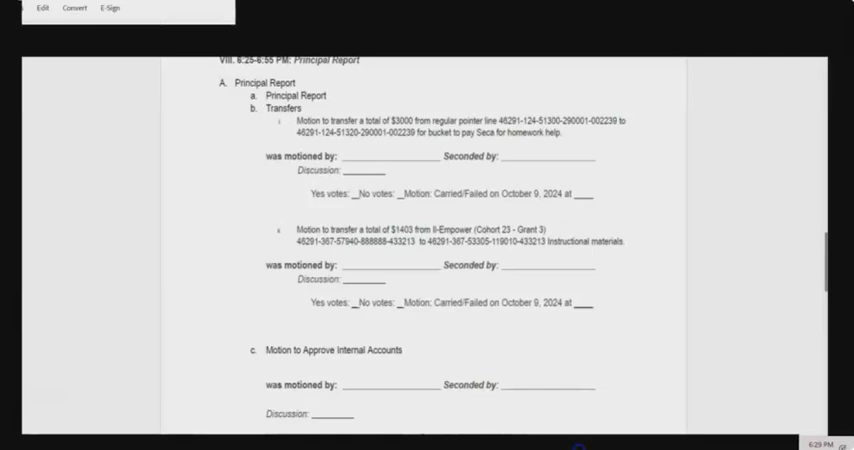 Edit Convert E-Sign
VIII. 6:25-6:55 PM: Principal Report
A. Principal Report
a. Principal Report
b. Transfers
i Motion to transfer a total of $3000 from regular pointer line 46291-124-51300-290001-002239 to
46291-124-51320-290001-002239 for bucket to pay Seca for homework help.
was motioned by: ____________________ Seconded by: ____________________
Discussion: _________
Yes votes: _No votes: _Motion: Carried/Failed on October 9, 2024 at ____
ii Motion to transfer a total of $1403 from Il-Empower (Cohort 23 - Grant 3)
46291-367-57940-888888-433213 to 46291-367-53305-119010-433213 Instructional materials.
was motioned by: ____________________ Seconded by: ____________________
Discussion: _________
Yes votes: _No votes: _Motion: Carried/Failed on October 9, 2024 at ____
c. Motion to Approve Internal Accounts
was motioned by: ____________________ Seconded by: ____________________
Discussion: _________
6:29 PM